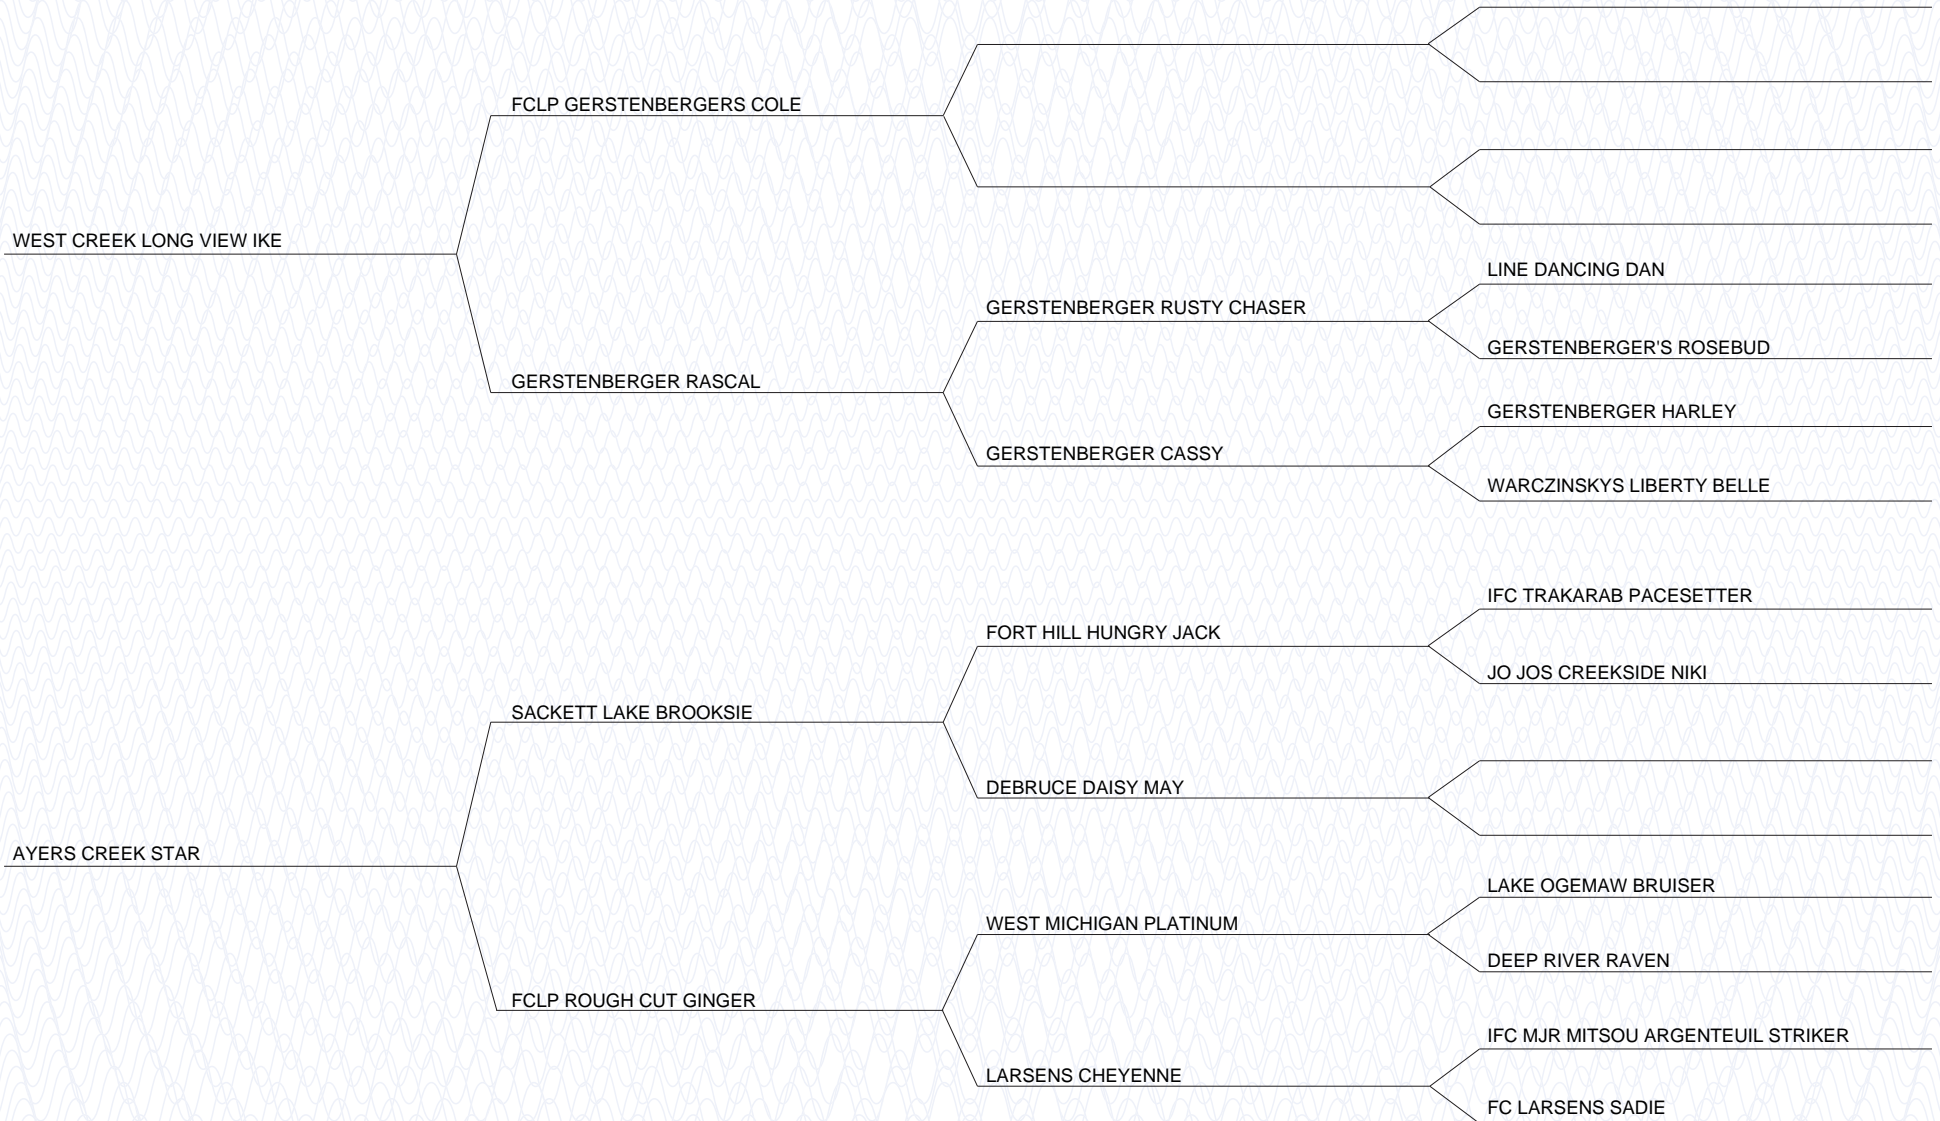 FCLP GERSTENBERGERS COLE
WEST CREEK LONG VIEW IKE
LINE DANCING DAN
GERSTENBERGER RUSTY CHASER
GERSTENBERGER'S ROSEBUD
GERSTENBERGER RASCAL
GERSTENBERGER HARLEY
GERSTENBERGER CASSY
WARCZINSKYS LIBERTY BELLE
IFC TRAKARAB PACESETTER
FORT HILL HUNGRY JACK
JO JOS CREEKSIDE NIKI
SACKETT LAKE BROOKSIE
DEBRUCE DAISY MAY
AYERS CREEK STAR
LAKE OGEMAW BRUISER
WEST MICHIGAN PLATINUM
DEEP RIVER RAVEN
FCLP ROUGH CUT GINGER
IFC MJR MITSOU ARGENTEUIL STRIKER
LARSENS CHEYENNE
FC LARSENS SADIE